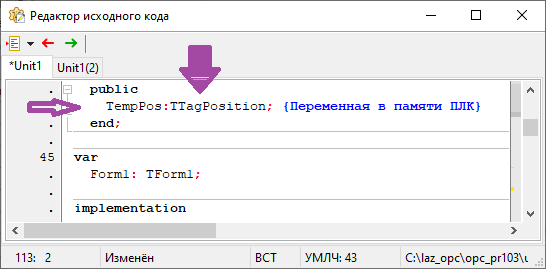 Редактор исходного кода
*Unit1 Unit1(2)
public
TempPos:TTagPosition; {Переменная в памяти ПЛК}
end;
45 var
Form1: TForm1;
implementation
113: 2 Изменён ВСТ УМЛЧ: 43 C:\laz_opc\opc_pr103\u